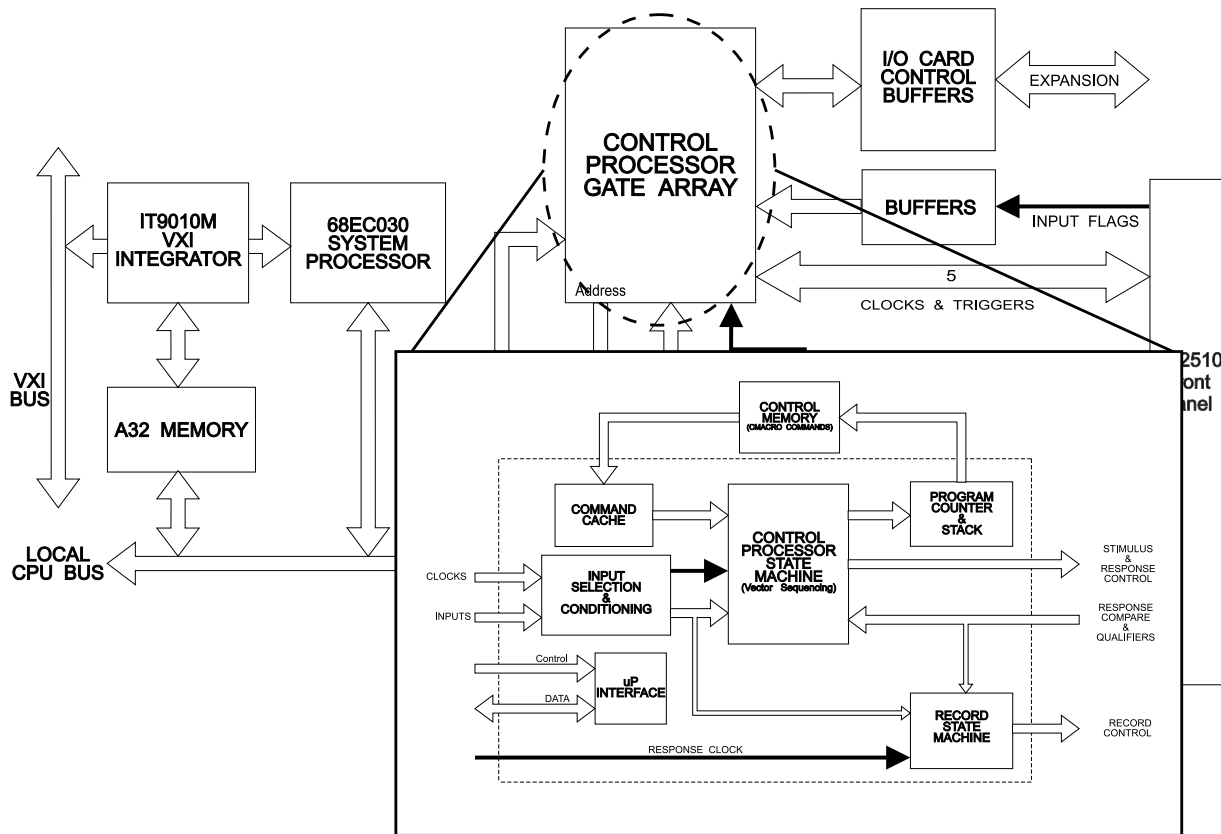 I/O CARD
CONTROL
BUFFERS
EXPANSION
CONTROL
PROCESSOR
GATE ARRAY
IT9010M
VXI
INTEGRATOR
68EC030
SYSTEM
PROCESSOR
BUFFERS
INPUT FLAGS
5
CLOCKS & TRIGGERS
Address
VXI
BUS
A32 MEMORY
LOCAL
CPU BUS
2510
ont
anel
CONTROL
MEMORY
(CMACRO COMMANDS)
COMMAND
CACHE
CONTROL
PROCESSOR
STATE
MACHINE
(Vector Sequencing)
PROGRAM
COUNTER
&
STACK
CLOCKS
INPUTS
INPUT
SELECTION
&
CONDITIONING
STIMULUS
&
RESPONSE
CONTROL
RESPONSE
COMPARE
&
QUALIFIERS
Control
DATA
uP
INTERFACE
RECORD
STATE
MACHINE
RECORD
CONTROL
RESPONSE CLOCK